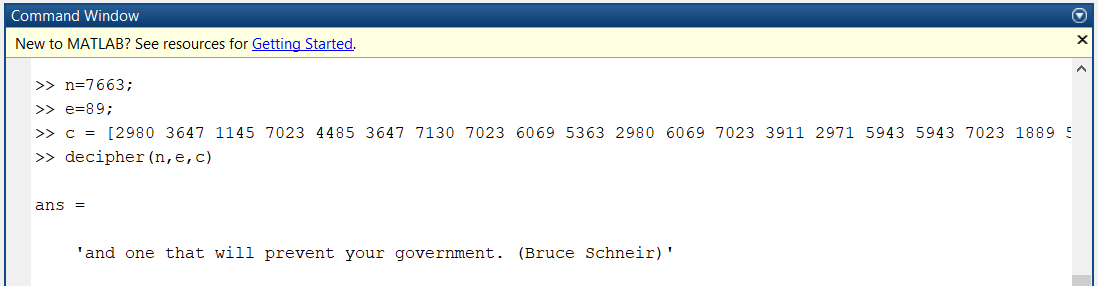 Command Window
New to MATLAB? See resources for Getting Started.
>> n=7663;
>> e=89;
>> c = [2980 3647 1145 7023 4485 3647 7130 7023 6069 5363 2980 6069 7023 3911 2971 5943 5943 7023 1889
>> decipher(n,e,c)
ans =
'and one that will prevent your government. (Bruce Schneir)'